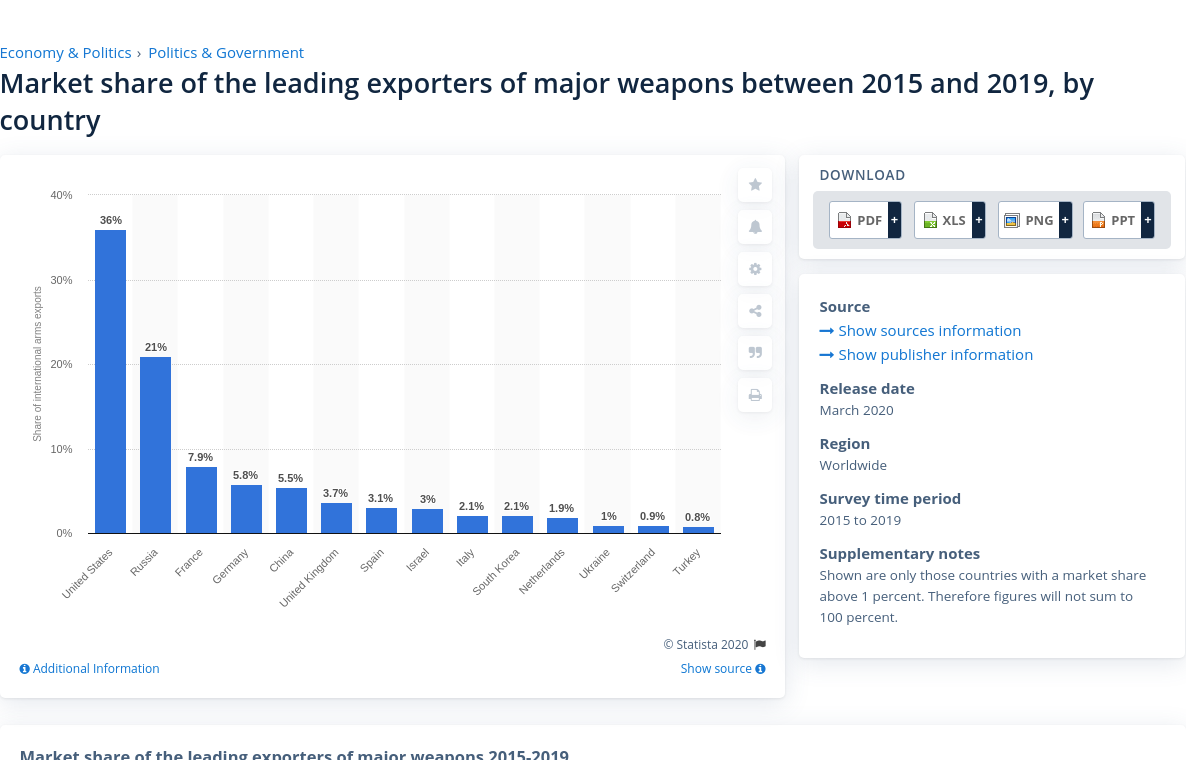 Economy & Politics › Politics & Government
Market share of the leading exporters of major weapons between 2015 and 2019, by
country
40%
30%
20%
10%
0%
Share of international arms exports
36%
21%
7.9%
5.8%
5.5%
3.7%
3.1%
3%
2.1%
2.1%
1.9%
1%
0.9%
0.8%
United States
Russia
France
Germany
China
United Kingdom
Spain
Israel
Italy
South Korea
Netherlands
Ukraine
Switzerland
Turkey
© Statista 2020
Additional Information
Show source
DOWNLOAD
PDF +
XLS +
PNG +
PPT +
Source
Show sources information
Show publisher information
Release date
March 2020
Region
Worldwide
Survey time period
2015 to 2019
Supplementary notes
Shown are only those countries with a market share
above 1 percent. Therefore figures will not sum to
100 percent.
Market share of the leading exporters of major weapons 2015-2019